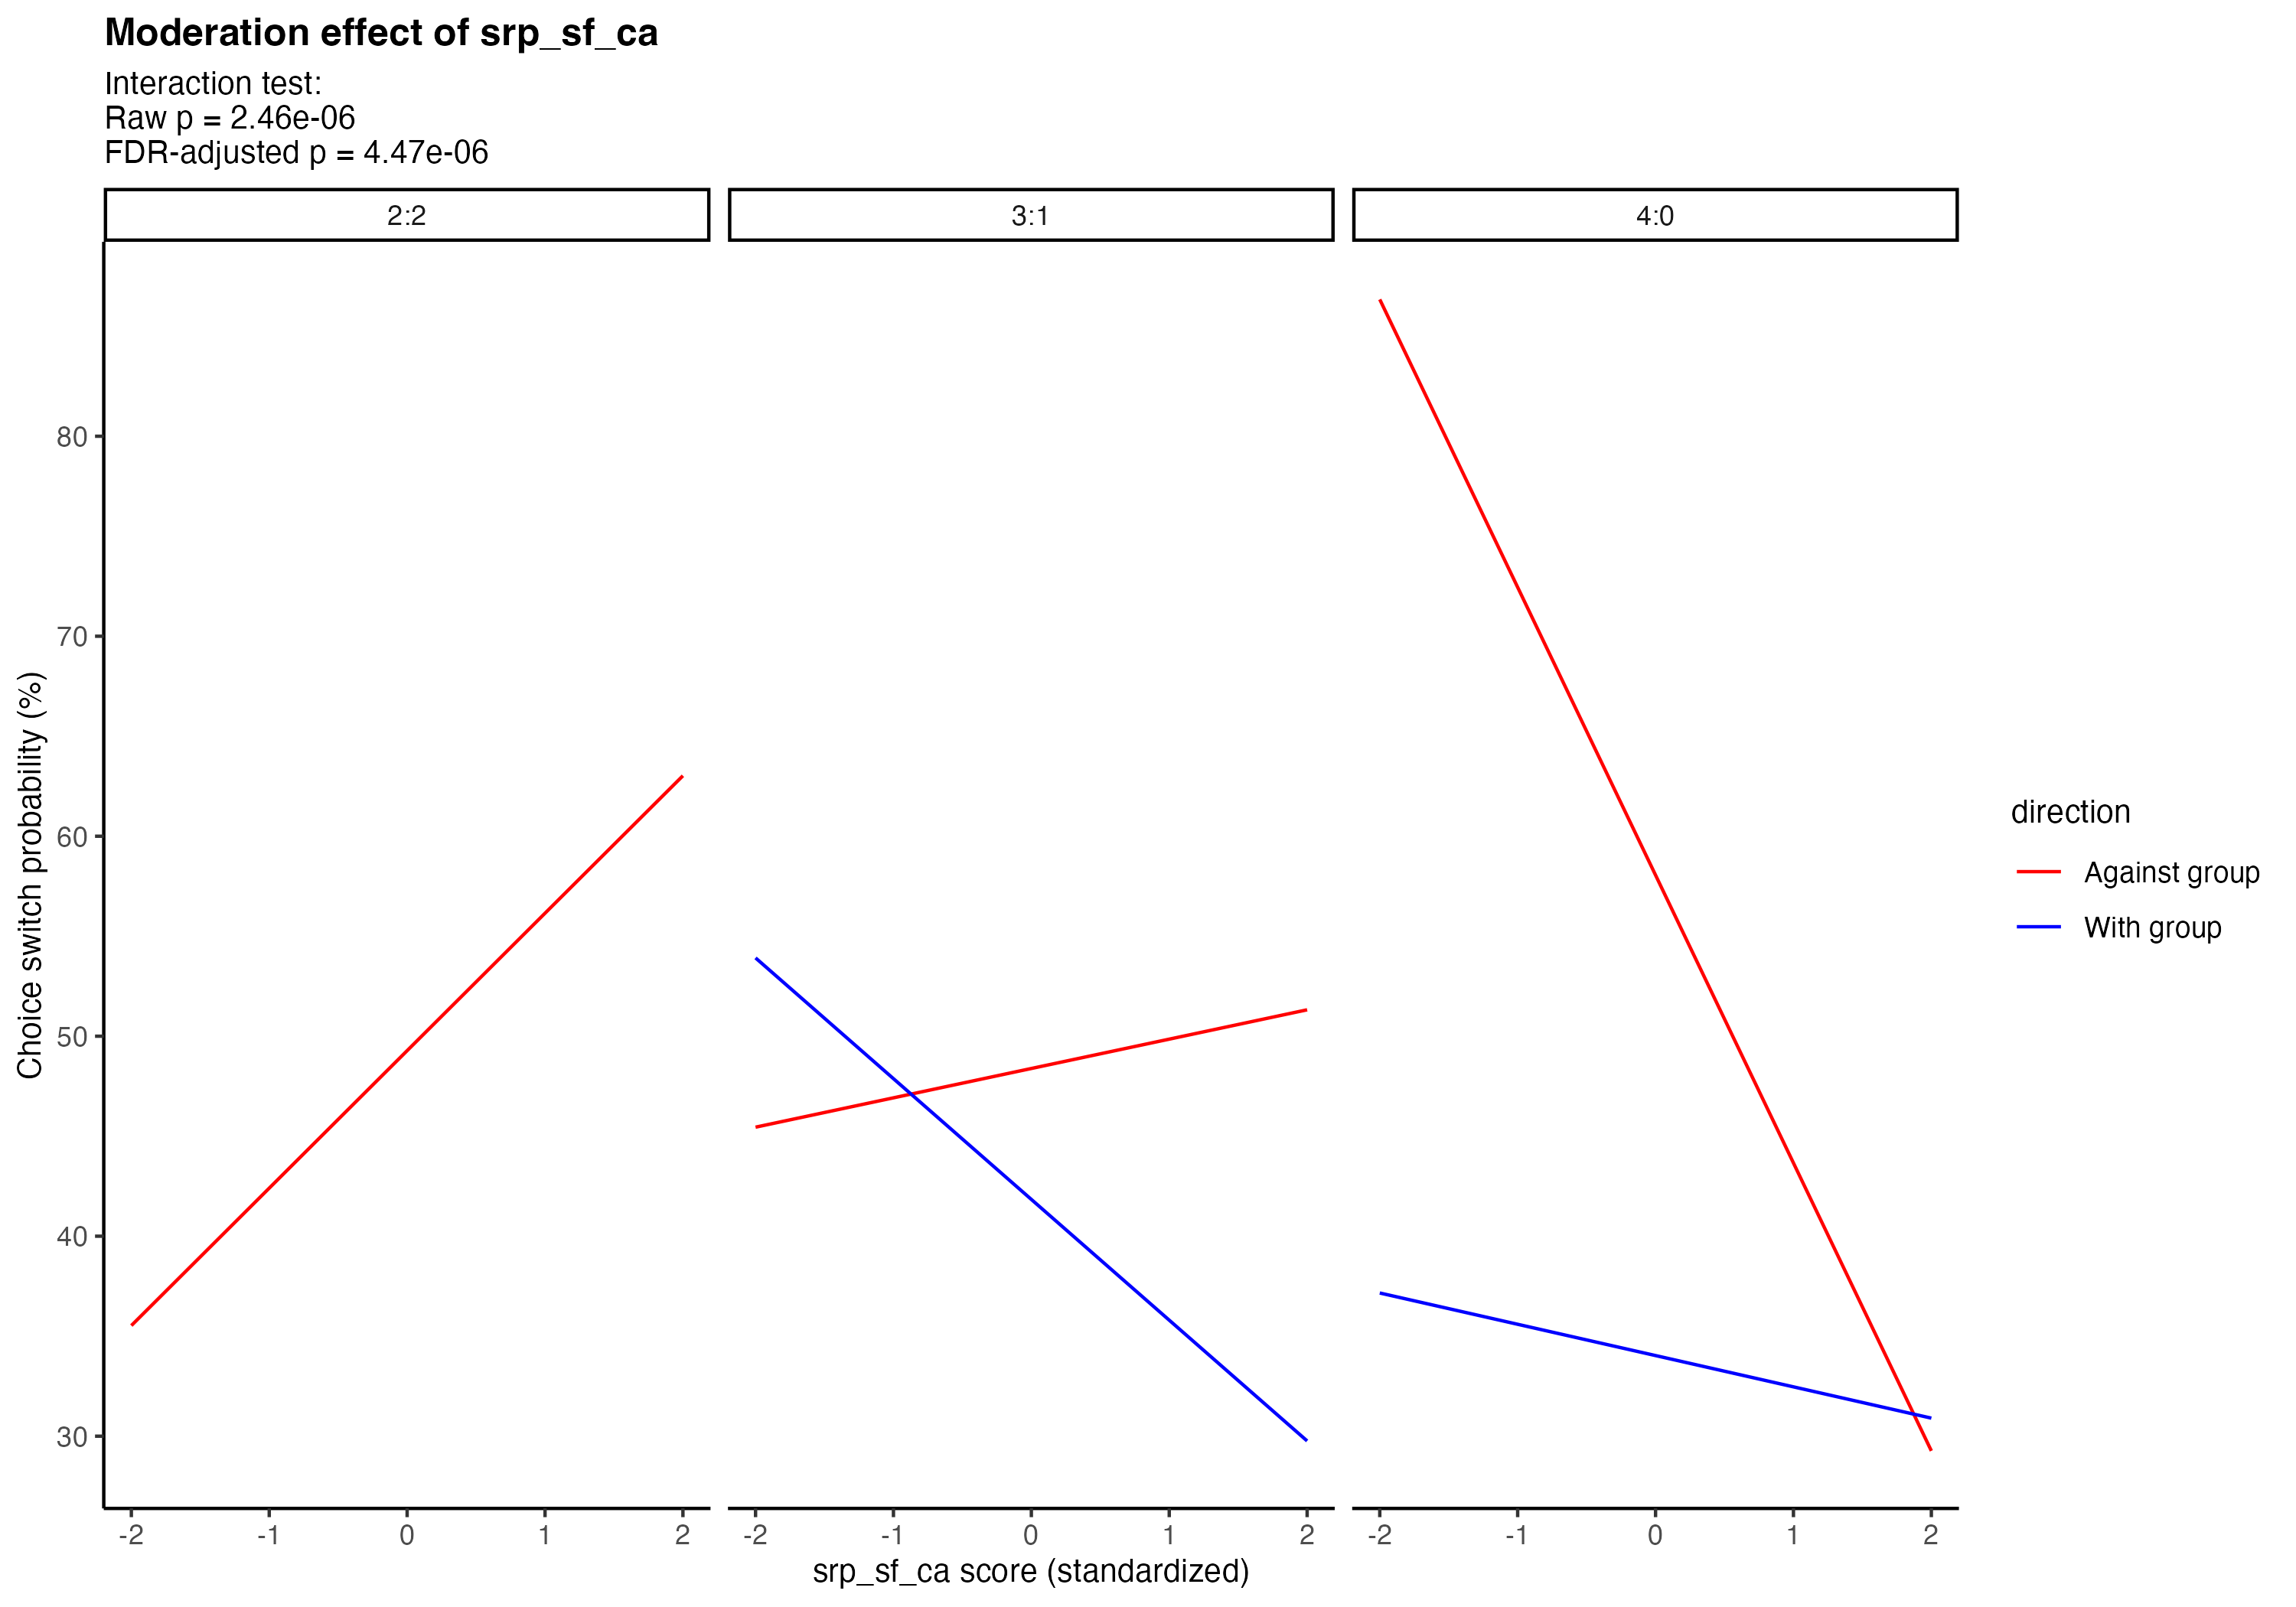 Moderation effect of srp_sf_ca
Interaction test:
Raw p = 2.46e-06
FDR-adjusted p = 4.47e-06
2:2
3:1
4:0
Choice switch probability (%)
80
70
60
50
40
30
-2
-1
0
1
2
-2
-1
0
1
2
-2
-1
0
1
2
srp_sf_ca score (standardized)
direction
Against group
With group